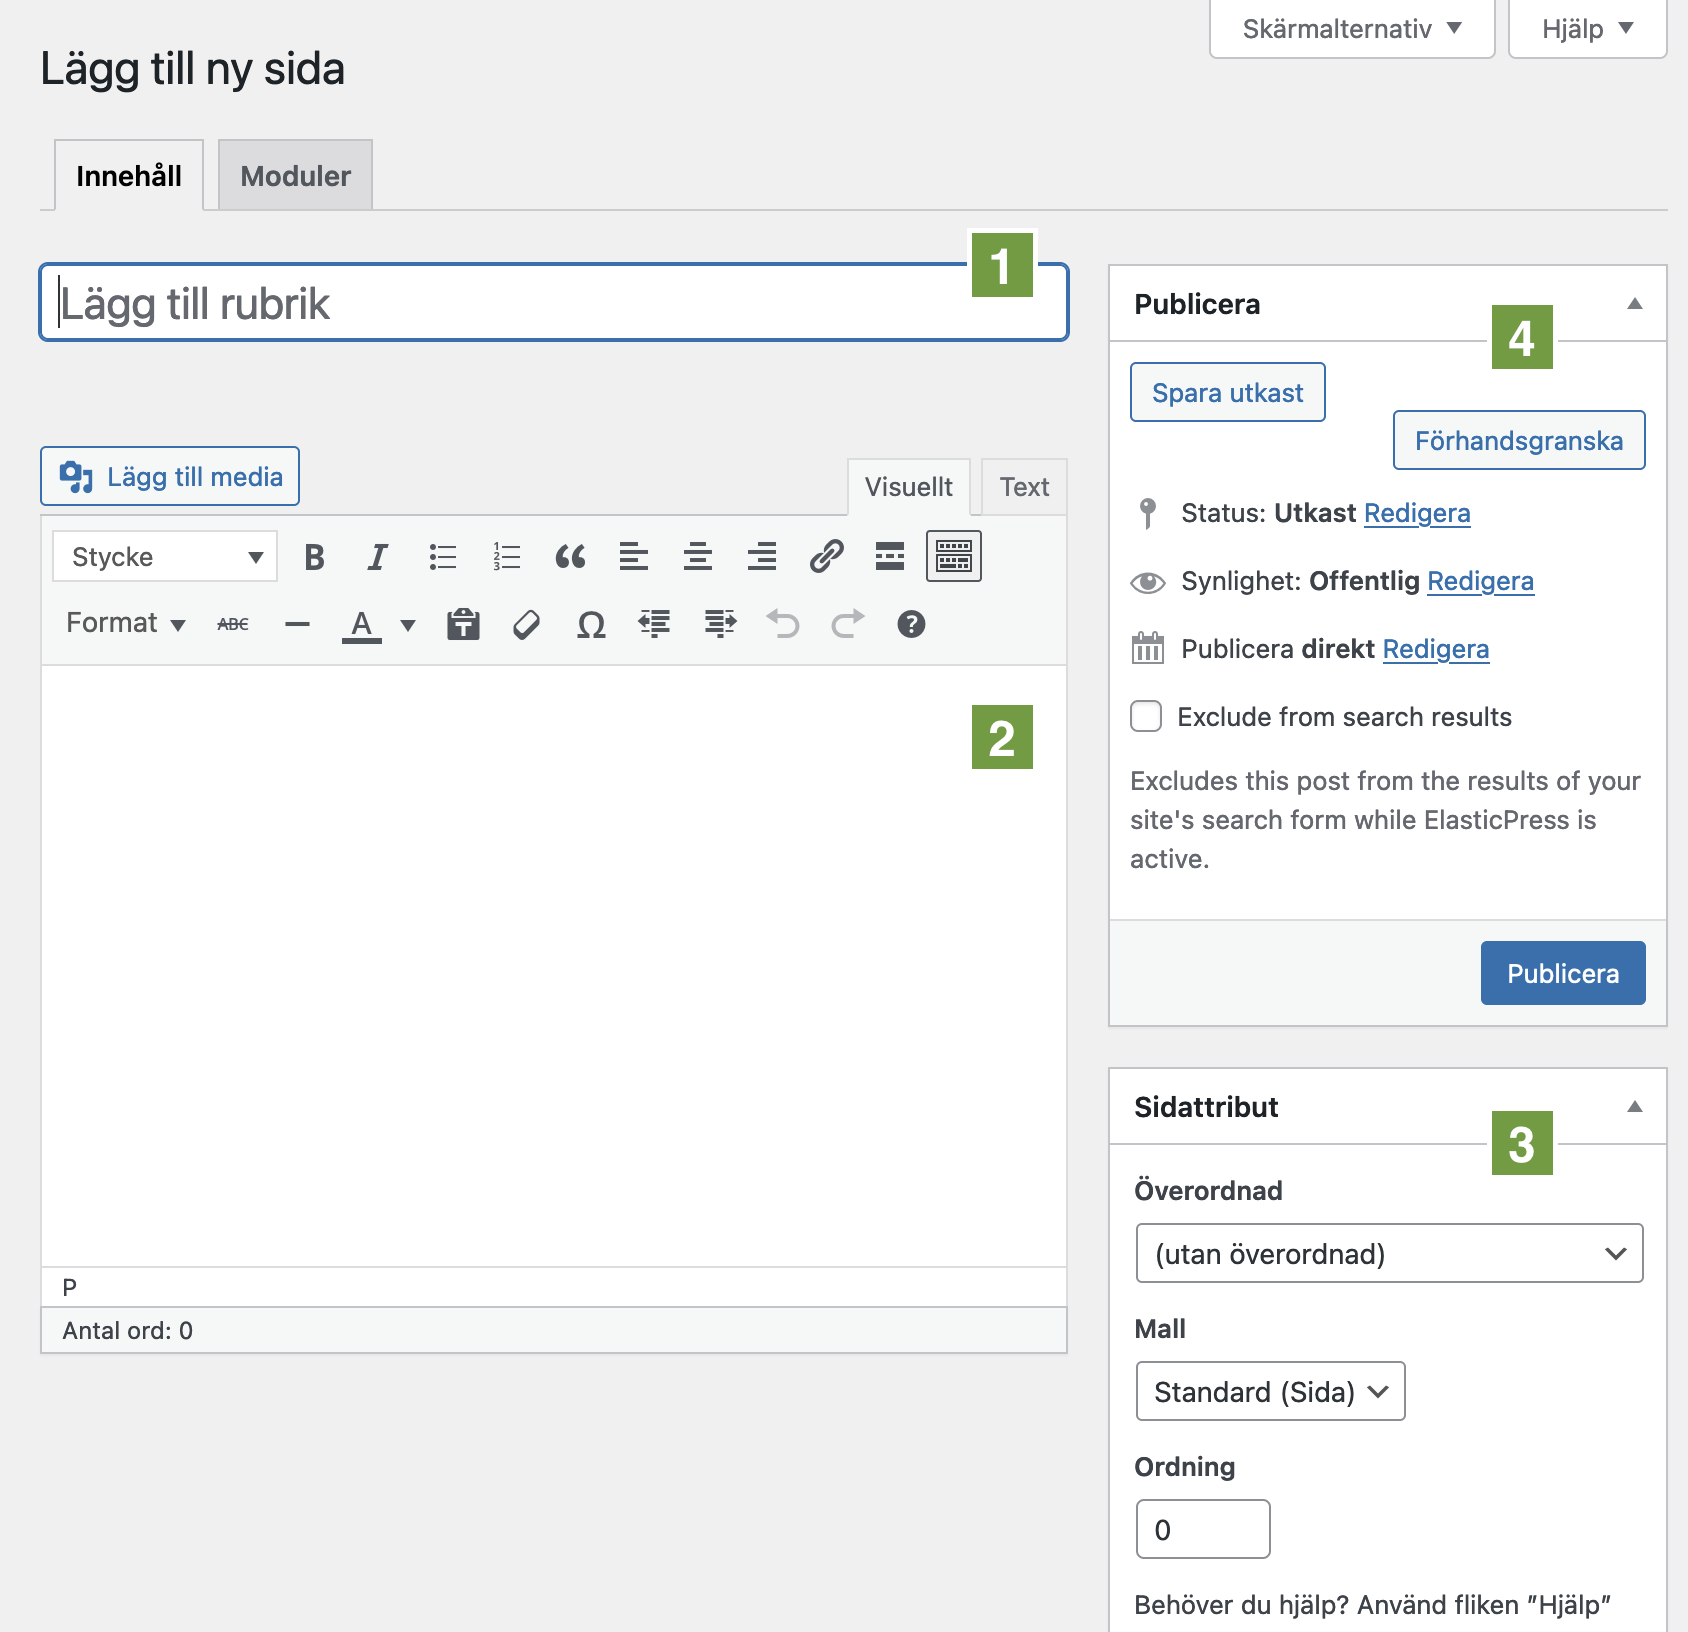 Skärmalternativ
Hjälp
Lägg till ny sida
Innehåll
Moduler
1
Lägg till rubrik
Lägg till media
Visuellt
Text
Stycke
B
I
1
2
3
Format
ABC
A
T
Ω
?
2
P
Antal ord: 0
Publicera
4
Spara utkast
Förhandsgranska
Status: Utkast Redigera
Synlighet: Offentlig Redigera
Publicera direkt Redigera
Exclude from search results
Excludes this post from the results of your
site's search form while ElasticPress is
active.
Publicera
Sidattribut
3
Överordnad
(utan överordnad)
Mall
Standard (Sida)
Ordning
0
Behöver du hjälp? Använd fliken ”Hjälp”